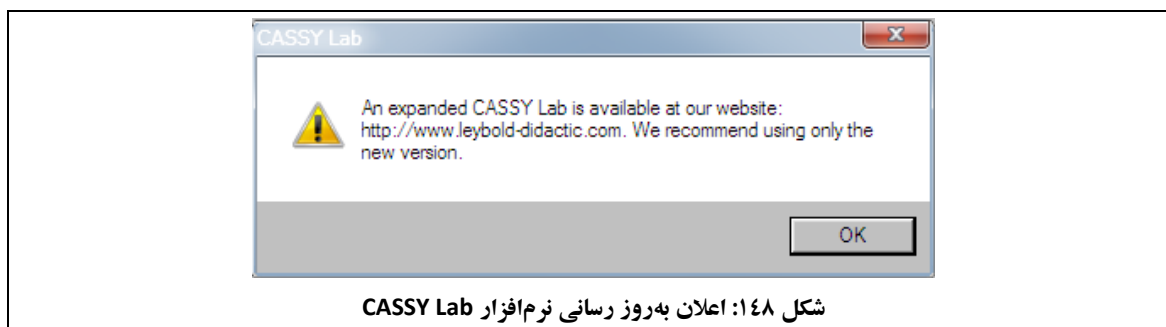 CASSY Lab
An expanded CASSY Lab is available at our website:
http://www.leybold-didactic.com. We recommend using only the
new version.
OK
شکل ١٤٨: اعلان به‌روز رسانی نرم‌افزار CASSY Lab